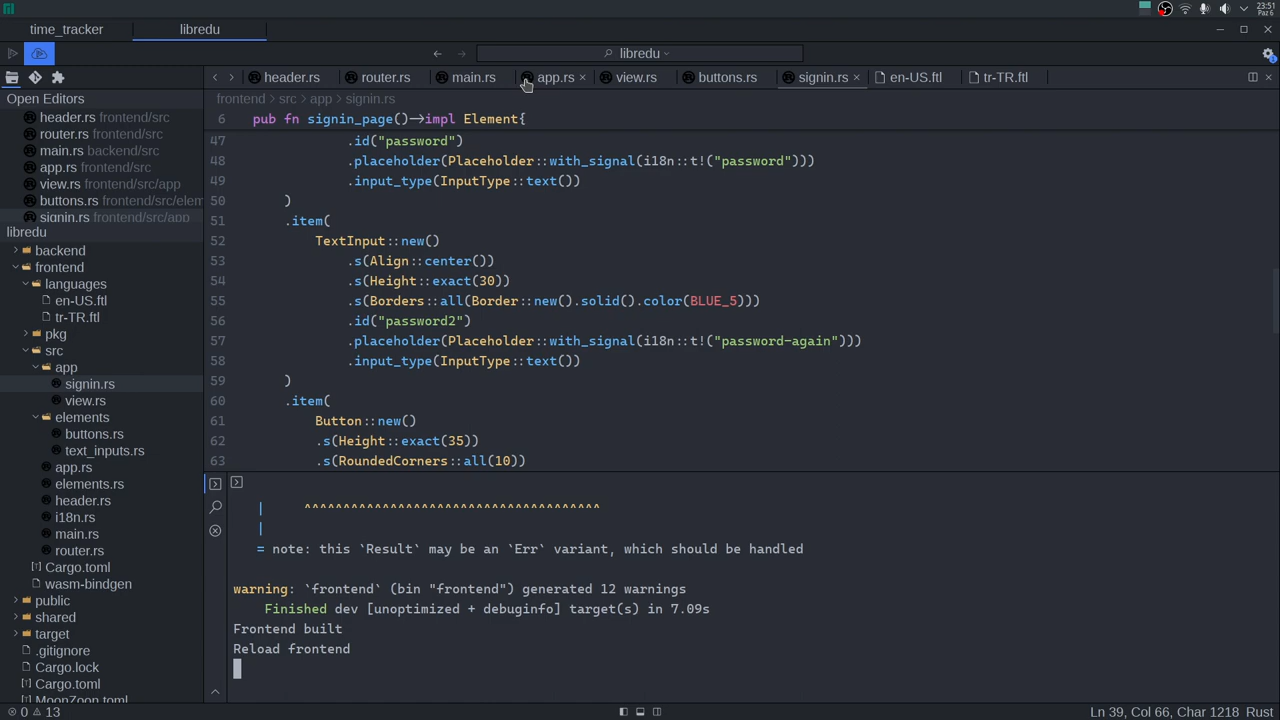 23:51
Paz 6
time_tracker
libredu
libredu
header.rs
router.rs
main.rs
app.rs
view.rs
buttons.rs
signin.rs
en-US.ftl
tr-TR.ftl
Open Editors
header.rs frontend/src
router.rs frontend/src
main.rs backend/src
app.rs frontend/src
view.rs frontend/src/app
buttons.rs frontend/src/elem
signin.rs frontend/src/app
libredu
backend
frontend
languages
en-US.ftl
tr-TR.ftl
pkg
src
app
signin.rs
view.rs
elements
buttons.rs
text_inputs.rs
app.rs
elements.rs
header.rs
i18n.rs
main.rs
router.rs
Cargo.toml
wasm-bindgen
public
shared
target
.gitignore
Cargo.lock
Cargo.toml
MoonZoon.toml
frontend > src > app > signin.rs
6 pub fn signin_page()->impl Element{
47 .id("password")
48 .placeholder(Placeholder::with_signal(i18n::t!("password")))
49 .input_type(InputType::text())
50 )
51 .item(
52 TextInput::new()
53 .s(Align::center())
54 .s(Height::exact(30))
55 .s(Borders::all(Border::new().solid().color(BLUE_5)))
56 .id("password2")
57 .placeholder(Placeholder::with_signal(i18n::t!("password-again")))
58 .input_type(InputType::text())
59 )
60 .item(
61 Button::new()
62 .s(Height::exact(35))
63 .s(RoundedCorners::all(10))
| ^^^^^^^^^^^^^^^^^^^^^^^^^^^^^^^^^^^^^
|
= note: this `Result` may be an `Err` variant, which should be handled
warning: `frontend` (bin "frontend") generated 12 warnings
Finished dev [unoptimized + debuginfo] target(s) in 7.09s
Frontend built
Reload frontend
0 13
Ln 39, Col 66, Char 1218 Rust